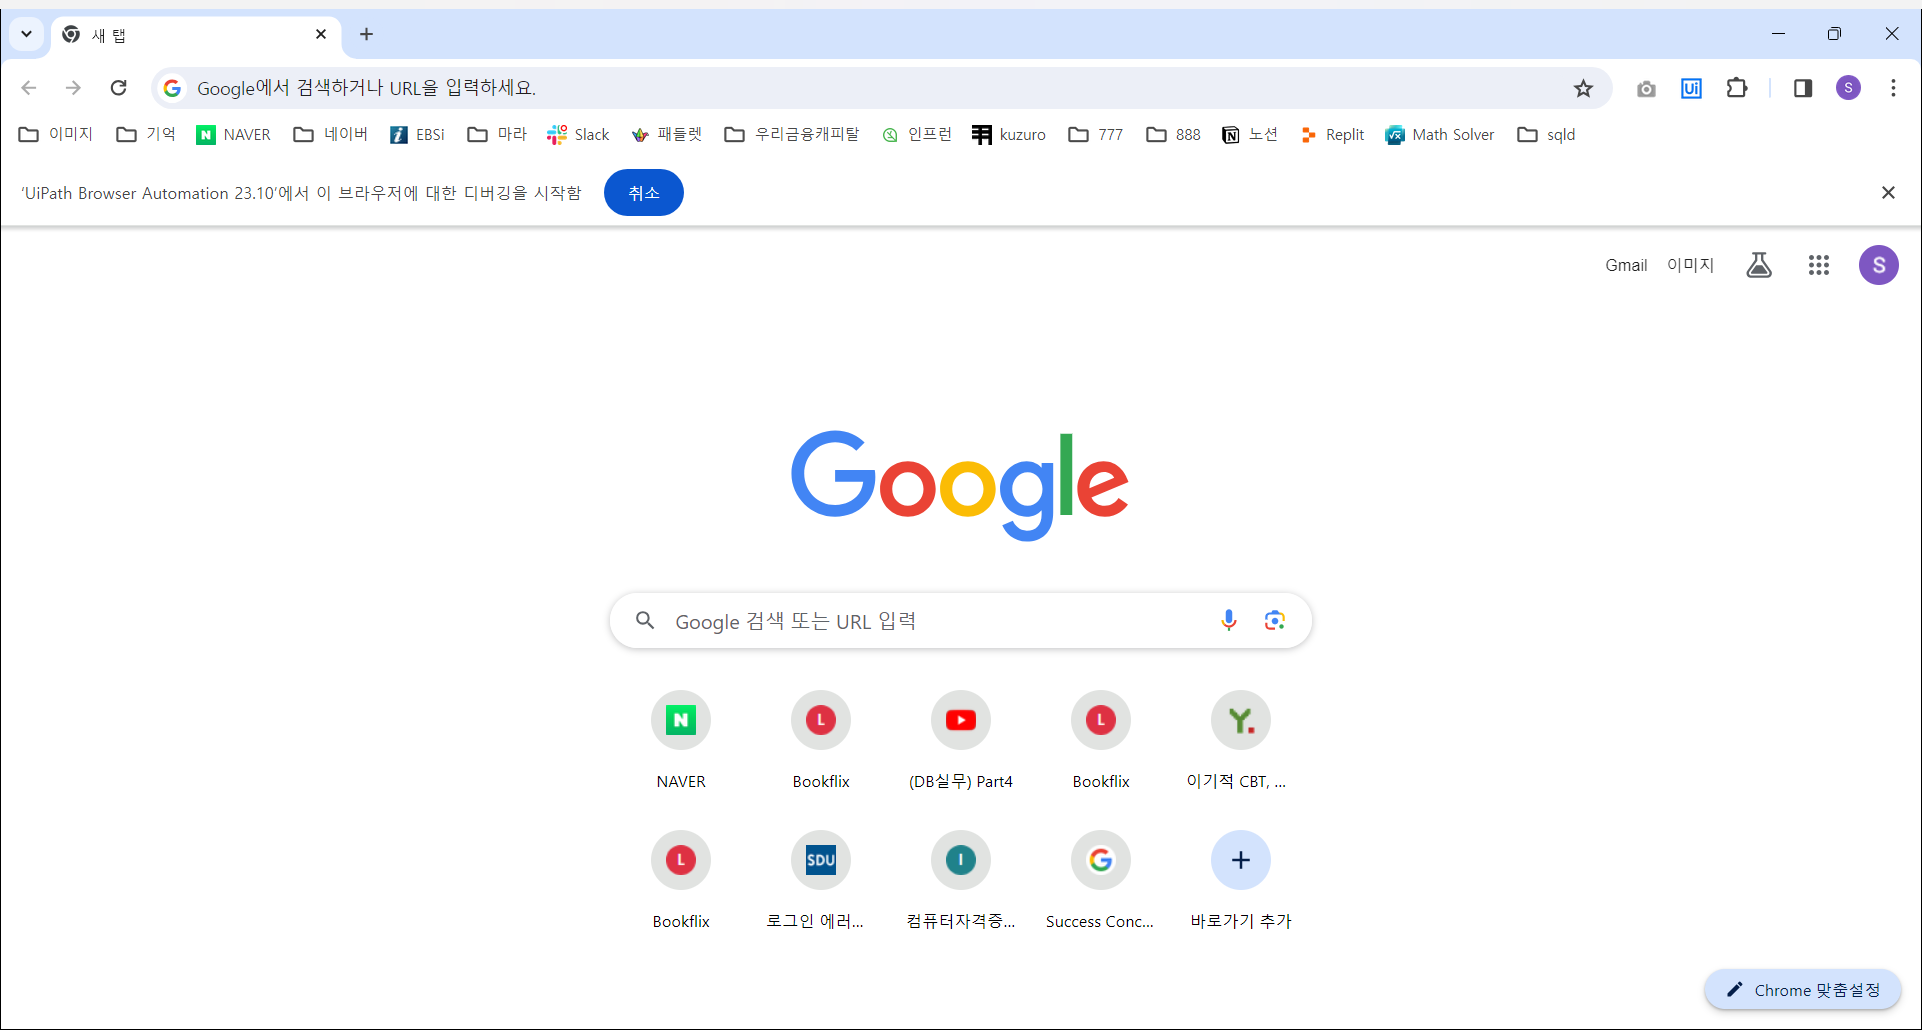 새 탭
Google에서 검색하거나 URL을 입력하세요.
Ui
S
이미지 기억 N NAVER 네이버 i EBSi 마라 Slack 패들렛 우리금융캐피탈 인프런 kuzuro 777 888 N 노션 Replit Math Solver sqld
'UiPath Browser Automation 23.10'에서 이 브라우저에 대한 디버깅을 시작함 취소
Gmail 이미지 S
Google
Google 검색 또는 URL 입력
N L L Y.
NAVER Bookflix (DB실무) Part4 Bookflix 이기적 CBT, ...
L SDU I G
Bookflix 로그인 에러... 컴퓨터자격증... Success Conc... 바로가기 추가
Chrome 맞춤설정